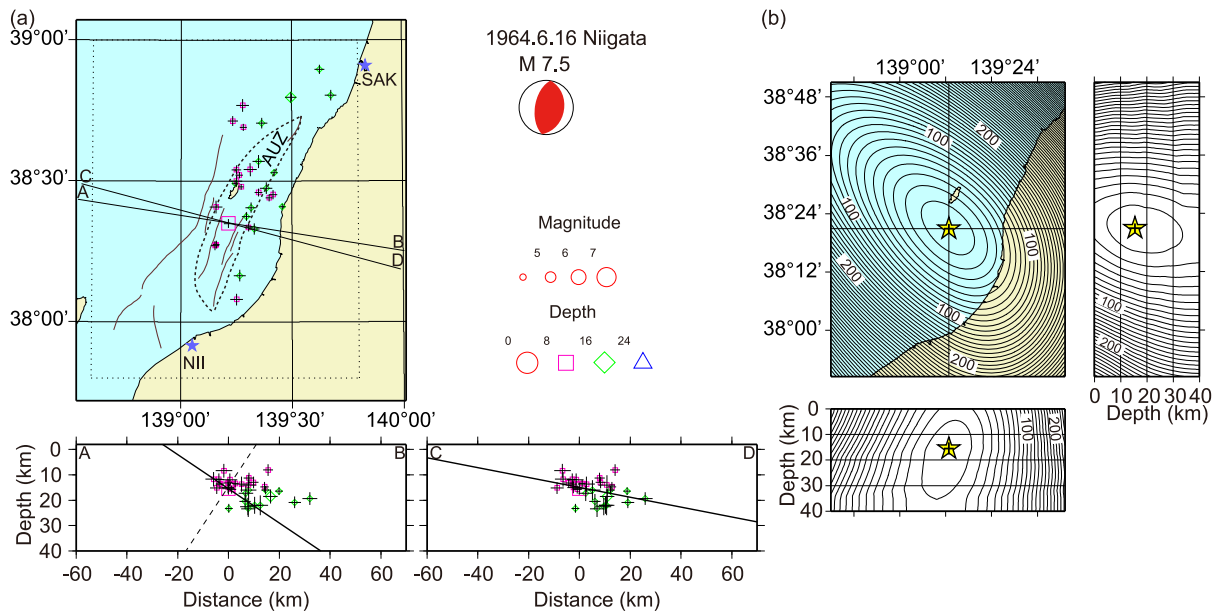 (a)
39°00'
38°30'
38°00'
139°00'
139°30'
140°00'
SAK
AUZ
C
A
B
D
NII
1964.6.16 Niigata
M 7.5
Magnitude
5 6 7
Depth
0 8 16 24
A B
Depth (km)
0
10
20
30
40
-60 -40 -20 0 20 40 60
Distance (km)
C D
-60 -40 -20 0 20 40 60
Distance (km)
(b)
139°00' 139°24'
38°48'
38°36'
38°24'
38°12'
38°00'
100
200
100
100
200
100
200
200
0 10 20 30 40
Depth (km)
Depth (km)
0
10
20
30
40
100
200